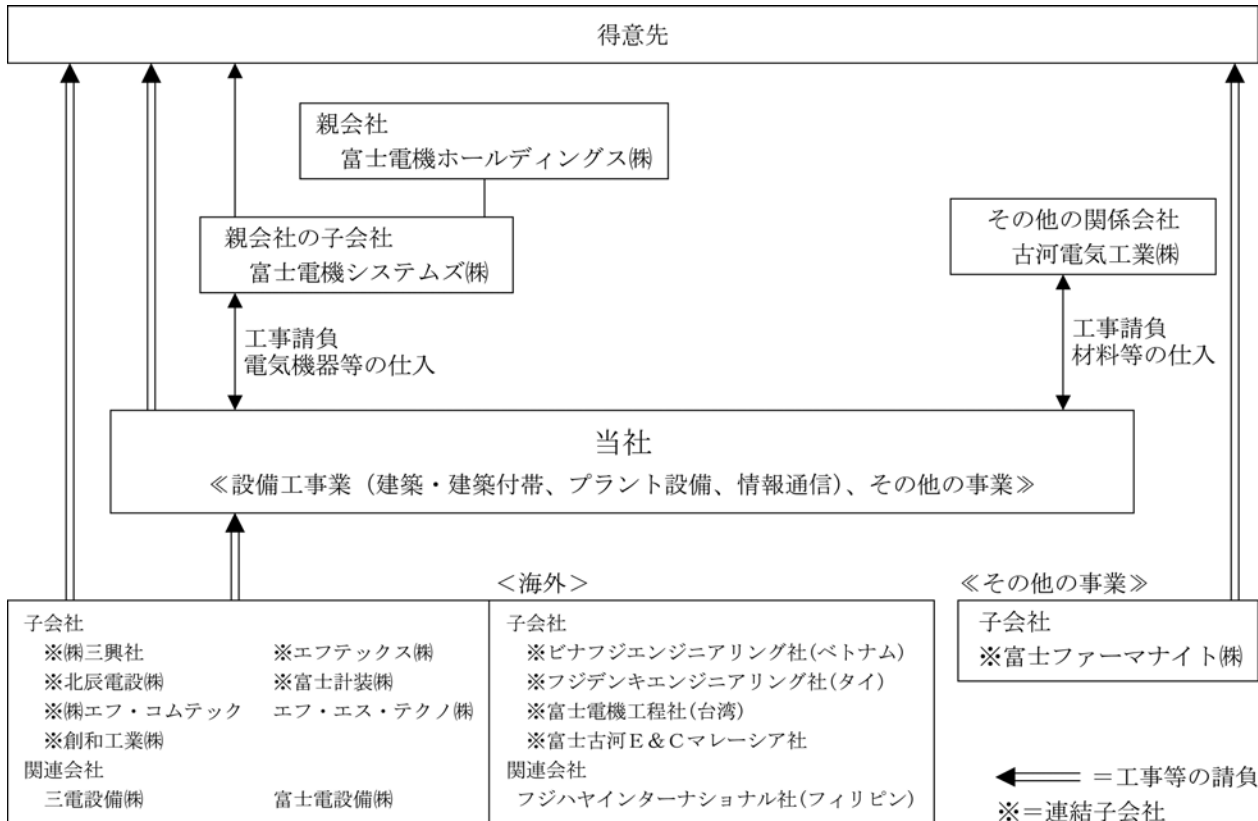 得意先
親会社
富士電機ホールディングス㈱
親会社の子会社
富士電機システムズ㈱
その他の関係会社
古河電気工業㈱
工事請負
電気機器等の仕入
工事請負
材料等の仕入
当社
≪設備工事業（建築・建築付帯、プラント設備、情報通信）、その他の事業≫
＜海外＞
≪その他の事業≫
子会社
※㈱三興社 ※エフテックス㈱
※北辰電設㈱ ※富士計装㈱
※㈱エフ・コムテック エフ・エス・テクノ㈱
※創和工業㈱
関連会社
三電設備㈱ 富士電設備㈱
子会社
※ビナフジエンジニアリング社(ベトナム)
※フジデンキエンジニアリング社(タイ)
※富士電機工程社(台湾)
※富士古河Ｅ＆Ｃマレーシア社
関連会社
フジハヤインターナショナル社(フィリピン)
子会社
※富士ファーマナイト㈱
＝工事等の請負
※＝連結子会社